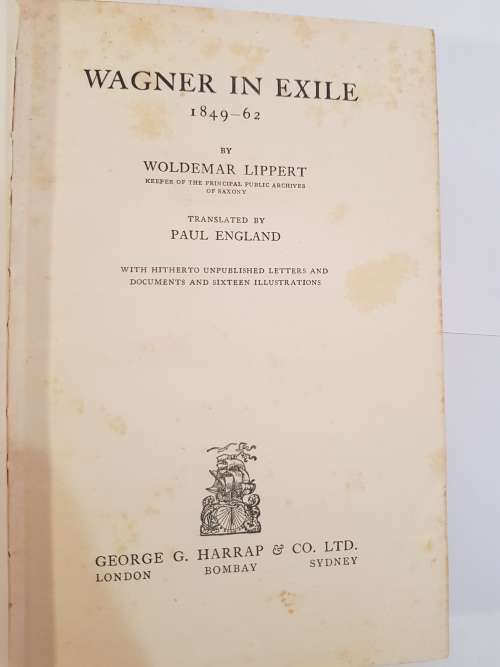 WAGNER IN EXILE
1849–62
BY
WOLDEMAR LIPPERT
KEEPER OF THE PRINCIPAL PUBLIC ARCHIVES
OF SAXONY
TRANSLATED BY
PAUL ENGLAND
WITH HITHERTO UNPUBLISHED LETTERS AND
DOCUMENTS AND SIXTEEN ILLUSTRATIONS
GEORGE G. HARRAP & CO. LTD.
LONDON BOMBAY SYDNEY